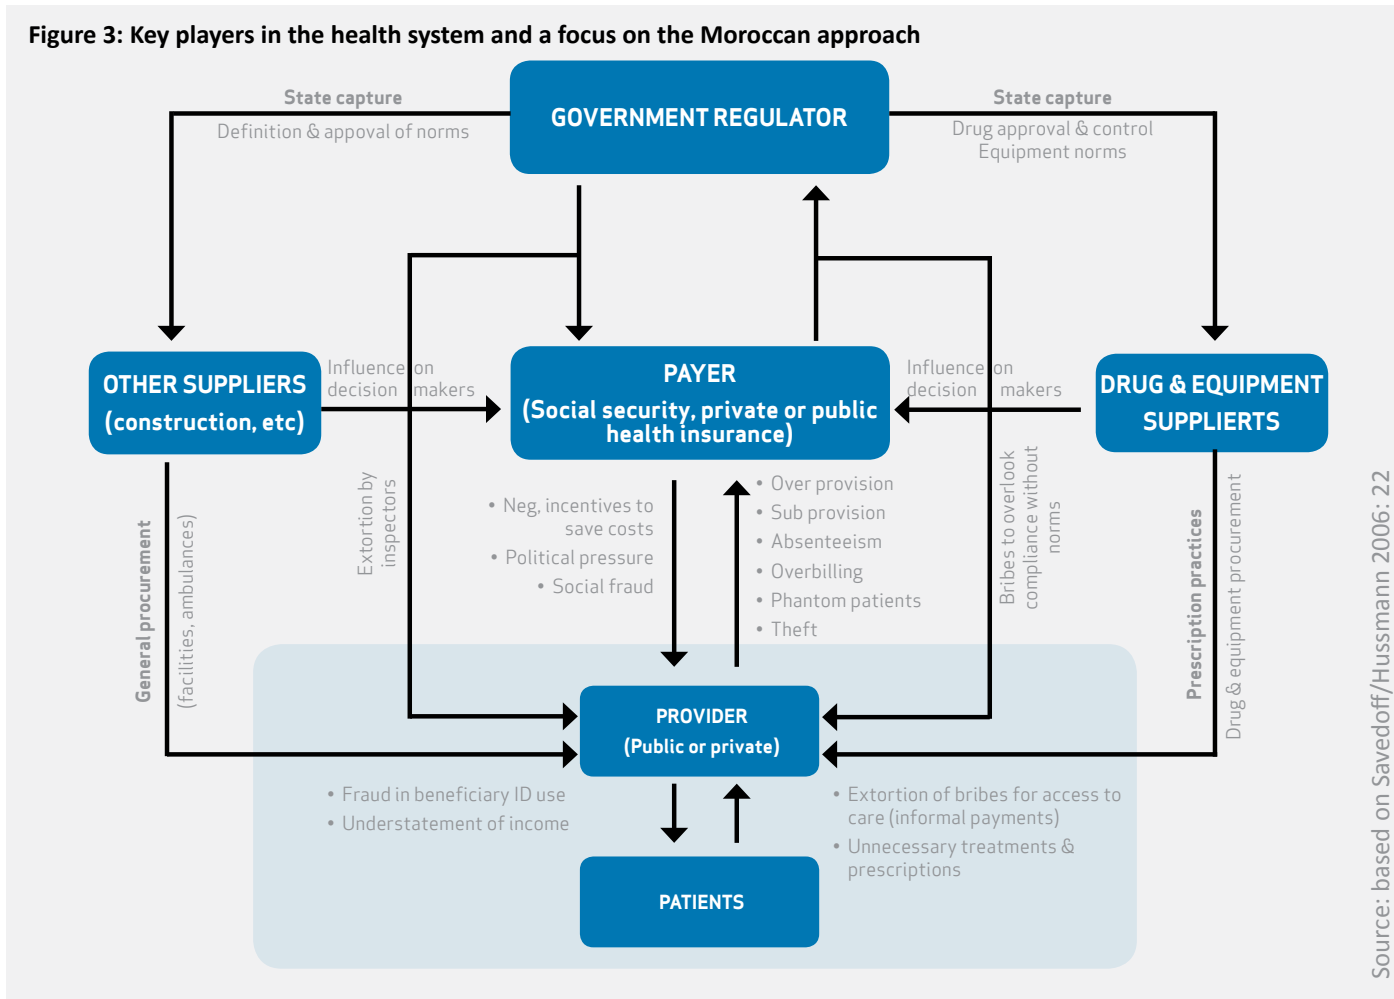 Figure 3: Key players in the health system and a focus on the Moroccan approach
State capture
Definition & appoval of norms
GOVERNMENT REGULATOR
State capture
Drug approval & control
Equipment norms
OTHER SUPPLIERS
(construction, etc)
Influence on
decision makers
PAYER
(Social security, private or public
health insurance)
Influence on
decision makers
DRUG & EQUIPMENT
SUPPLIERTS
General procurement
(facilities, ambulances)
Extortion by
inspectors
• Neg, incentives to
save costs
• Political pressure
• Social fraud
• Over provision
• Sub provision
• Absenteeism
• Overbilling
• Phantom patients
• Theft
Bribes to overlook
compliance without
norms
Prescription practices
Drug & equipment procurement
PROVIDER
(Public or private)
• Fraud in beneficiary ID use
• Understatement of income
• Extortion of bribes for access to
care (informal payments)
• Unnecessary treatments &
prescriptions
PATIENTS
Source: based on Savedoff/Hussmann 2006: 22